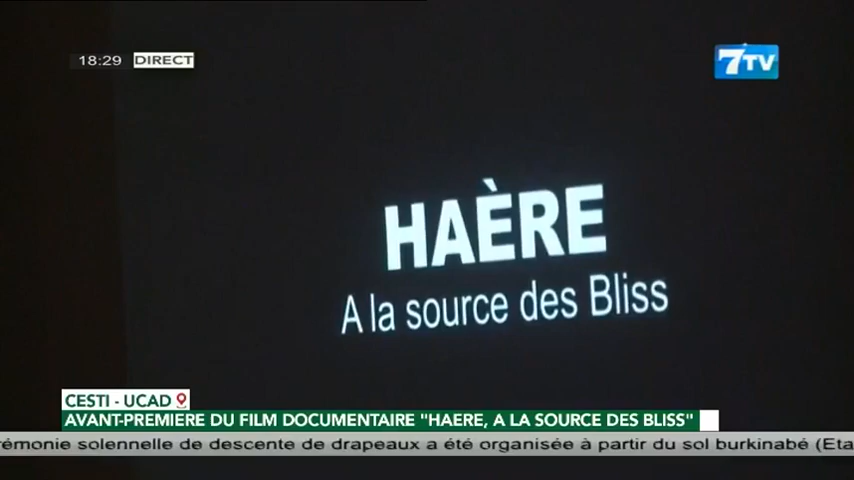 18:29 DIRECT
7TV
HAÈRE
A la source des Bliss
CESTI - UCAD
AVANT-PREMIERE DU FILM DOCUMENTAIRE "HAERE, A LA SOURCE DES BLISS"
rémonie solennelle de descente de drapeaux a été organisée à partir du sol burkinabé (Eta